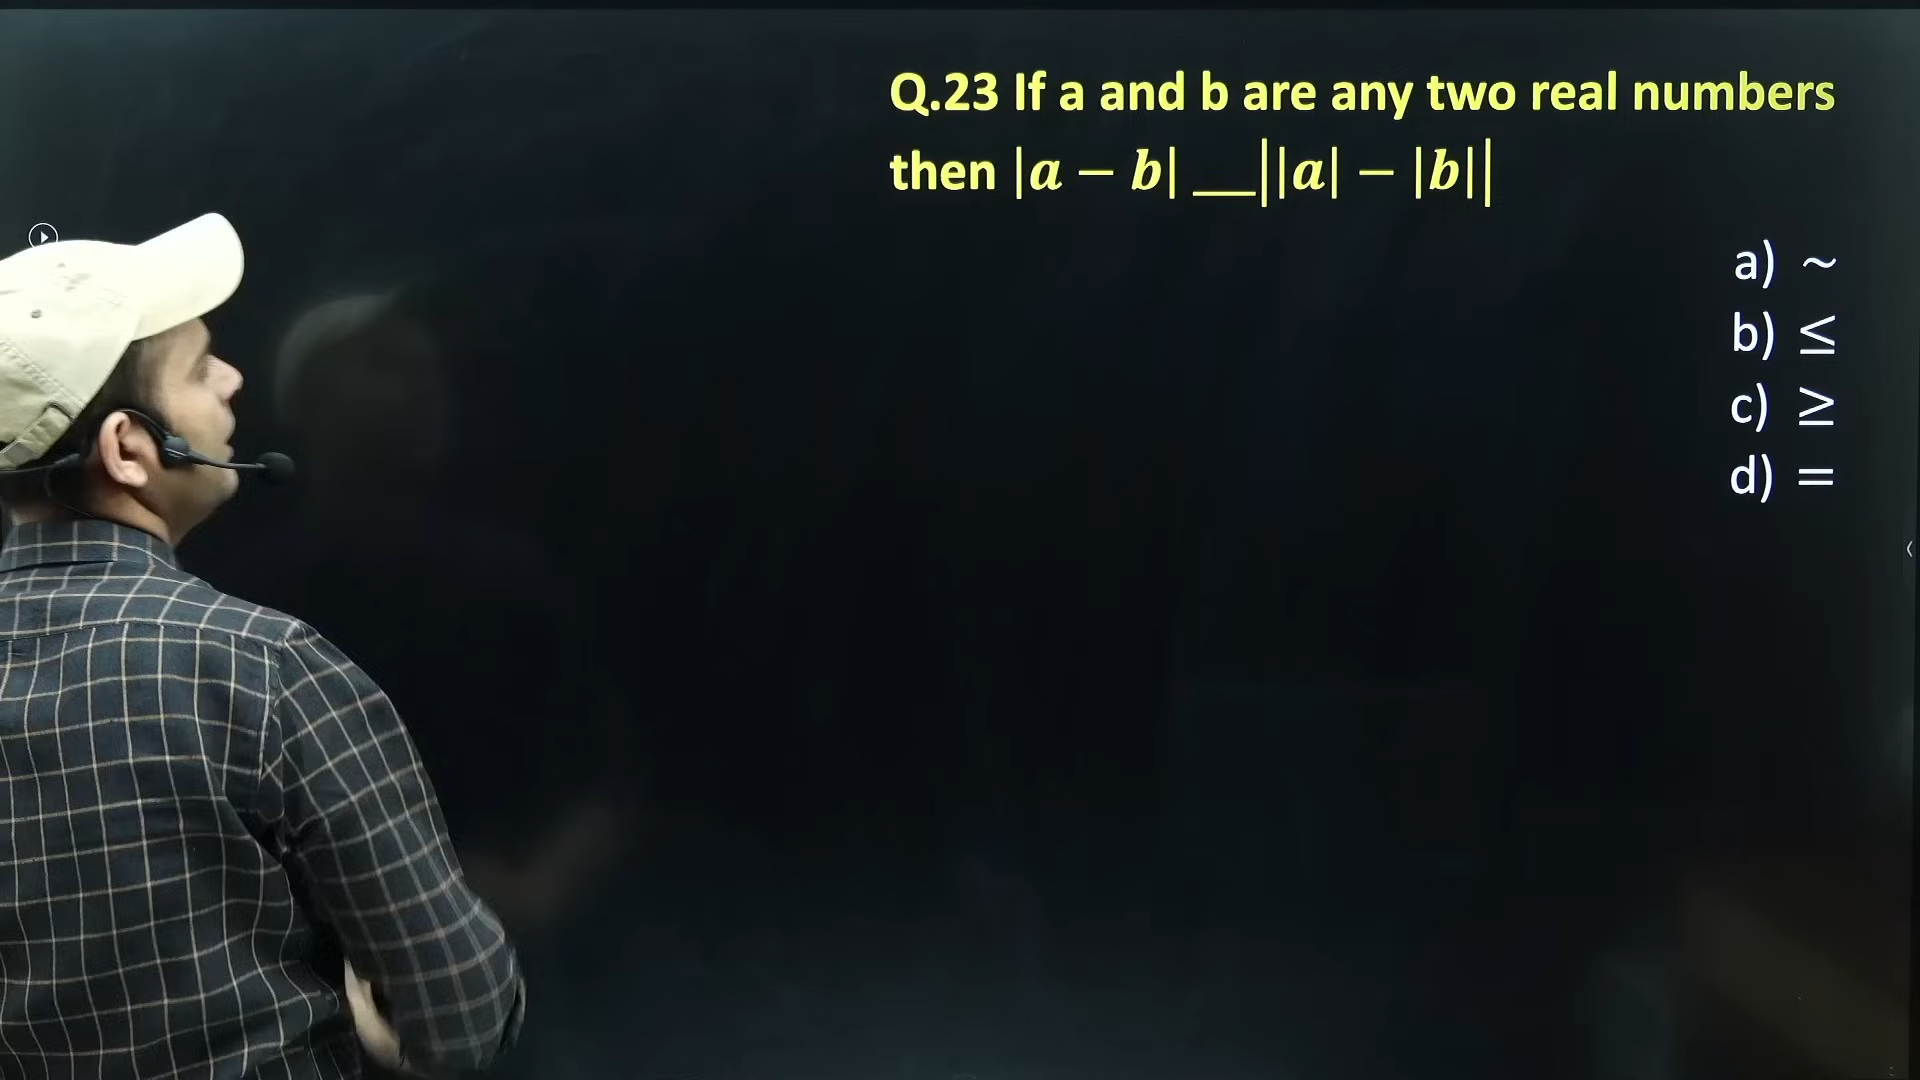 Q.23 If a and b are any two real numbers
then |a − b| __||a| − |b||
a) ~
b) ≤
c) ≥
d) =